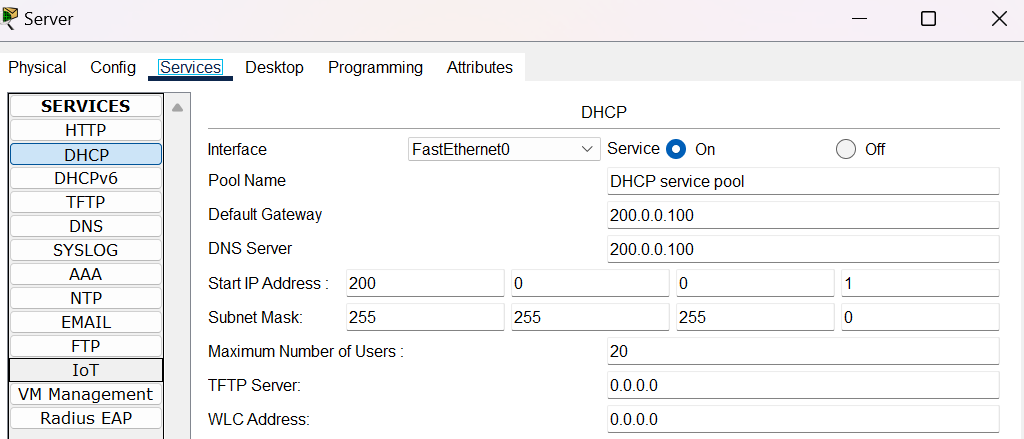 Server
Physical Config Services Desktop Programming Attributes
SERVICES
HTTP
DHCP
DHCPv6
TFTP
DNS
SYSLOG
AAA
NTP
EMAIL
FTP
IoT
VM Management
Radius EAP
DHCP
Interface FastEthernet0 Service On Off
Pool Name DHCP service pool
Default Gateway 200.0.0.100
DNS Server 200.0.0.100
Start IP Address : 200 0 0 1
Subnet Mask: 255 255 255 0
Maximum Number of Users : 20
TFTP Server: 0.0.0.0
WLC Address: 0.0.0.0